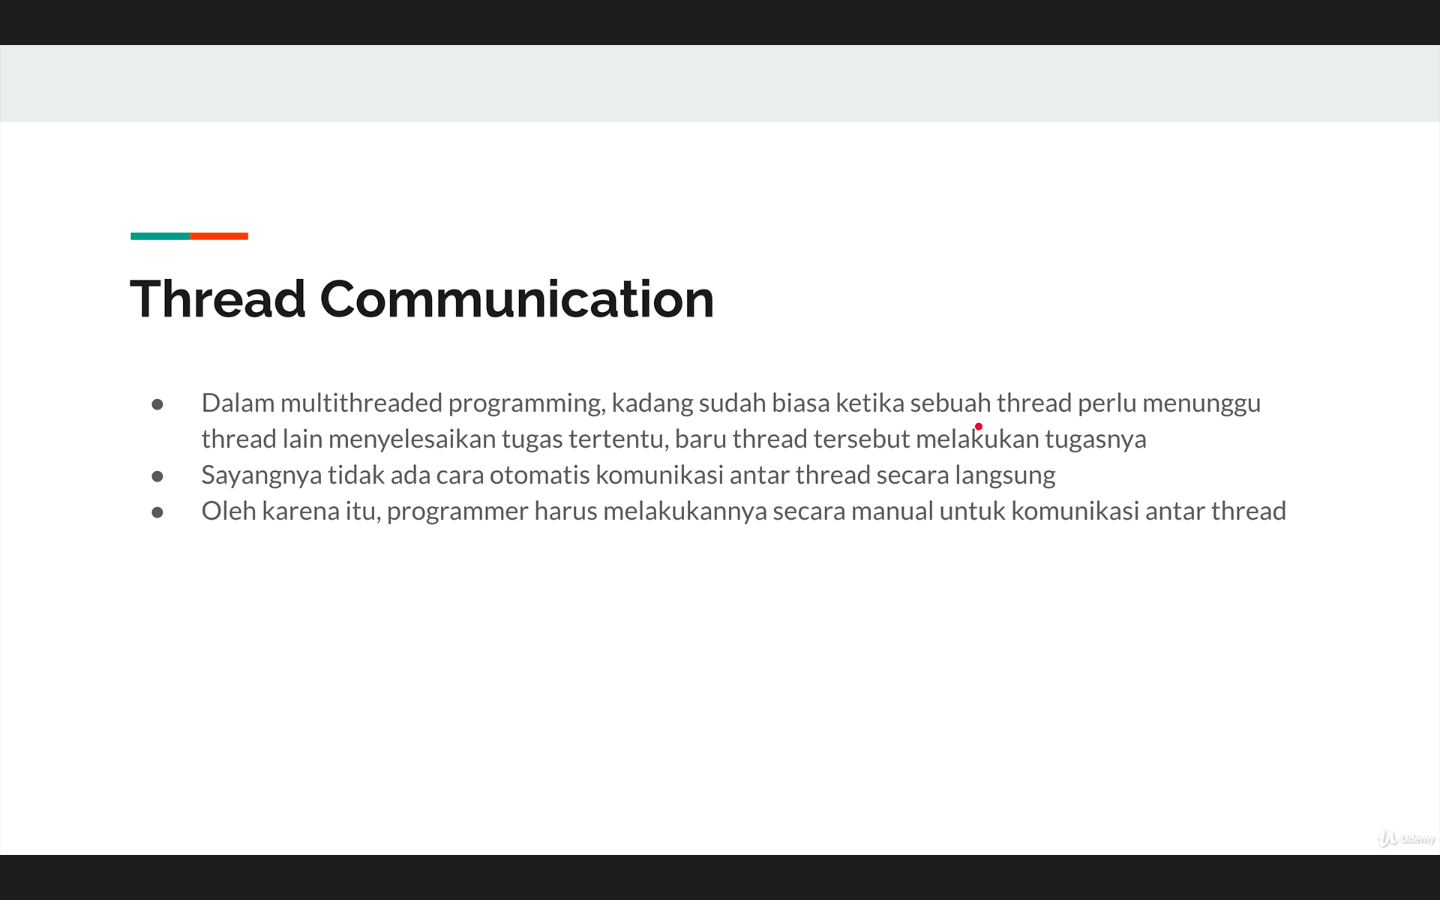 Thread Communication
● Dalam multithreaded programming, kadang sudah biasa ketika sebuah thread perlu menunggu
thread lain menyelesaikan tugas tertentu, baru thread tersebut melakukan tugasnya
● Sayangnya tidak ada cara otomatis komunikasi antar thread secara langsung
● Oleh karena itu, programmer harus melakukannya secara manual untuk komunikasi antar thread
Udemy